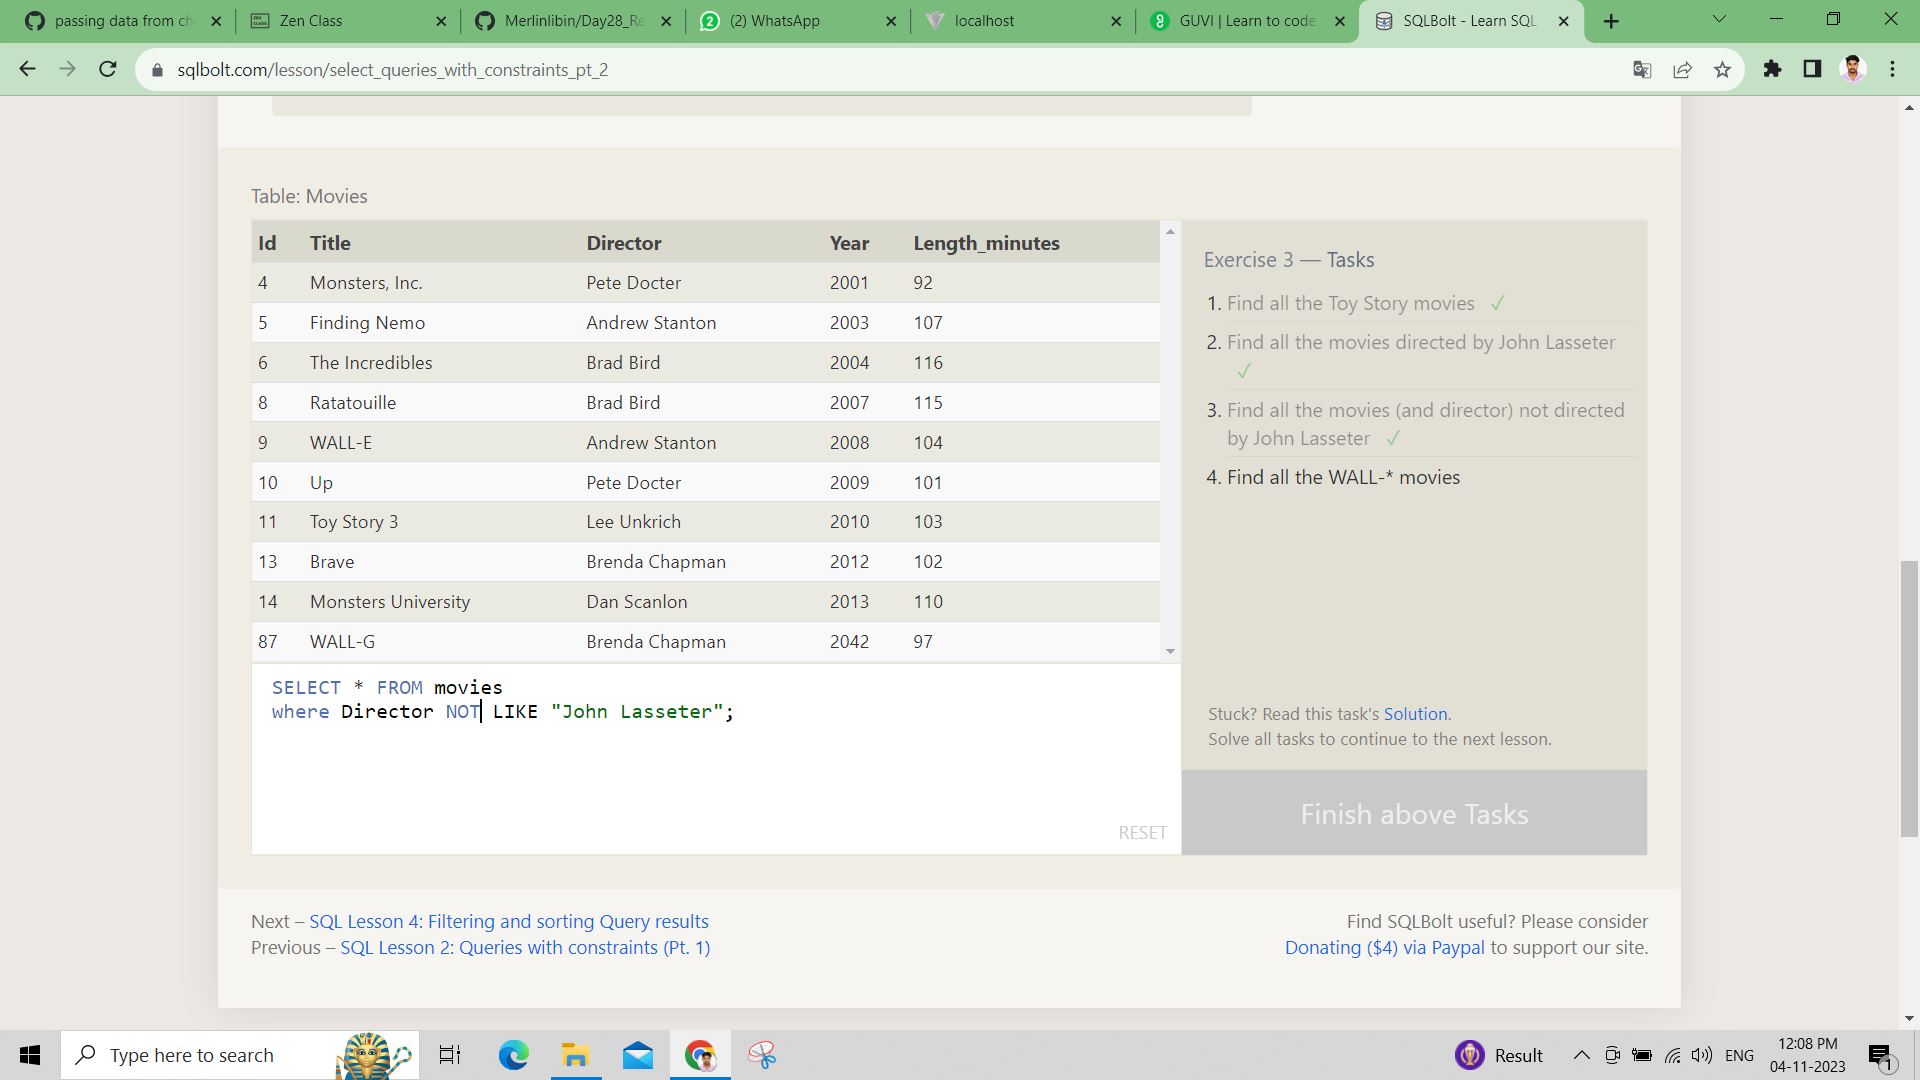 passing data from ch
Zen Class
Merlinlibin/Day28_Re
(2) WhatsApp
localhost
GUVI | Learn to code
SQLBolt - Learn SQL
sqlbolt.com/lesson/select_queries_with_constraints_pt_2
Table: Movies
Id Title Director Year Length_minutes
4 Monsters, Inc. Pete Docter 2001 92
5 Finding Nemo Andrew Stanton 2003 107
6 The Incredibles Brad Bird 2004 116
8 Ratatouille Brad Bird 2007 115
9 WALL-E Andrew Stanton 2008 104
10 Up Pete Docter 2009 101
11 Toy Story 3 Lee Unkrich 2010 103
13 Brave Brenda Chapman 2012 102
14 Monsters University Dan Scanlon 2013 110
87 WALL-G Brenda Chapman 2042 97
SELECT * FROM movies
where Director NOT LIKE "John Lasseter";
RESET
Exercise 3 — Tasks
1. Find all the Toy Story movies ✓
2. Find all the movies directed by John Lasseter
✓
3. Find all the movies (and director) not directed
by John Lasseter ✓
4. Find all the WALL-* movies
Stuck? Read this task's Solution.
Solve all tasks to continue to the next lesson.
Finish above Tasks
Next – SQL Lesson 4: Filtering and sorting Query results
Previous – SQL Lesson 2: Queries with constraints (Pt. 1)
Find SQLBolt useful? Please consider
Donating ($4) via Paypal to support our site.
Type here to search
Result
ENG
12:08 PM
04-11-2023
1